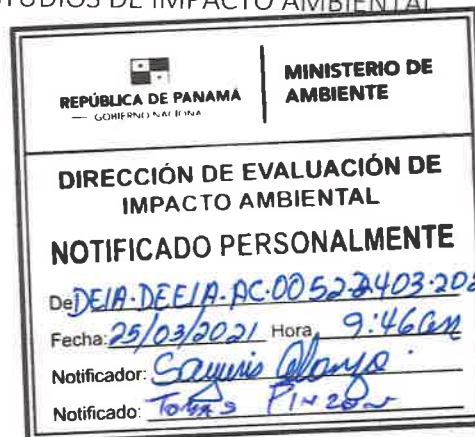 TUDIOS DE IMPACTO AMBIENTAL
REPÚBLICA DE PANAMÁ
— GOBIERNO NACIONAL —
MINISTERIO DE
AMBIENTE
DIRECCIÓN DE EVALUACIÓN DE
IMPACTO AMBIENTAL
NOTIFICADO PERSONALMENTE
De DEIA-DEEIA-AC-0052-2403-202
Fecha: 25/03/2021 Hora 9:46am
Notificador:
Notificado: Tomas Pinzon